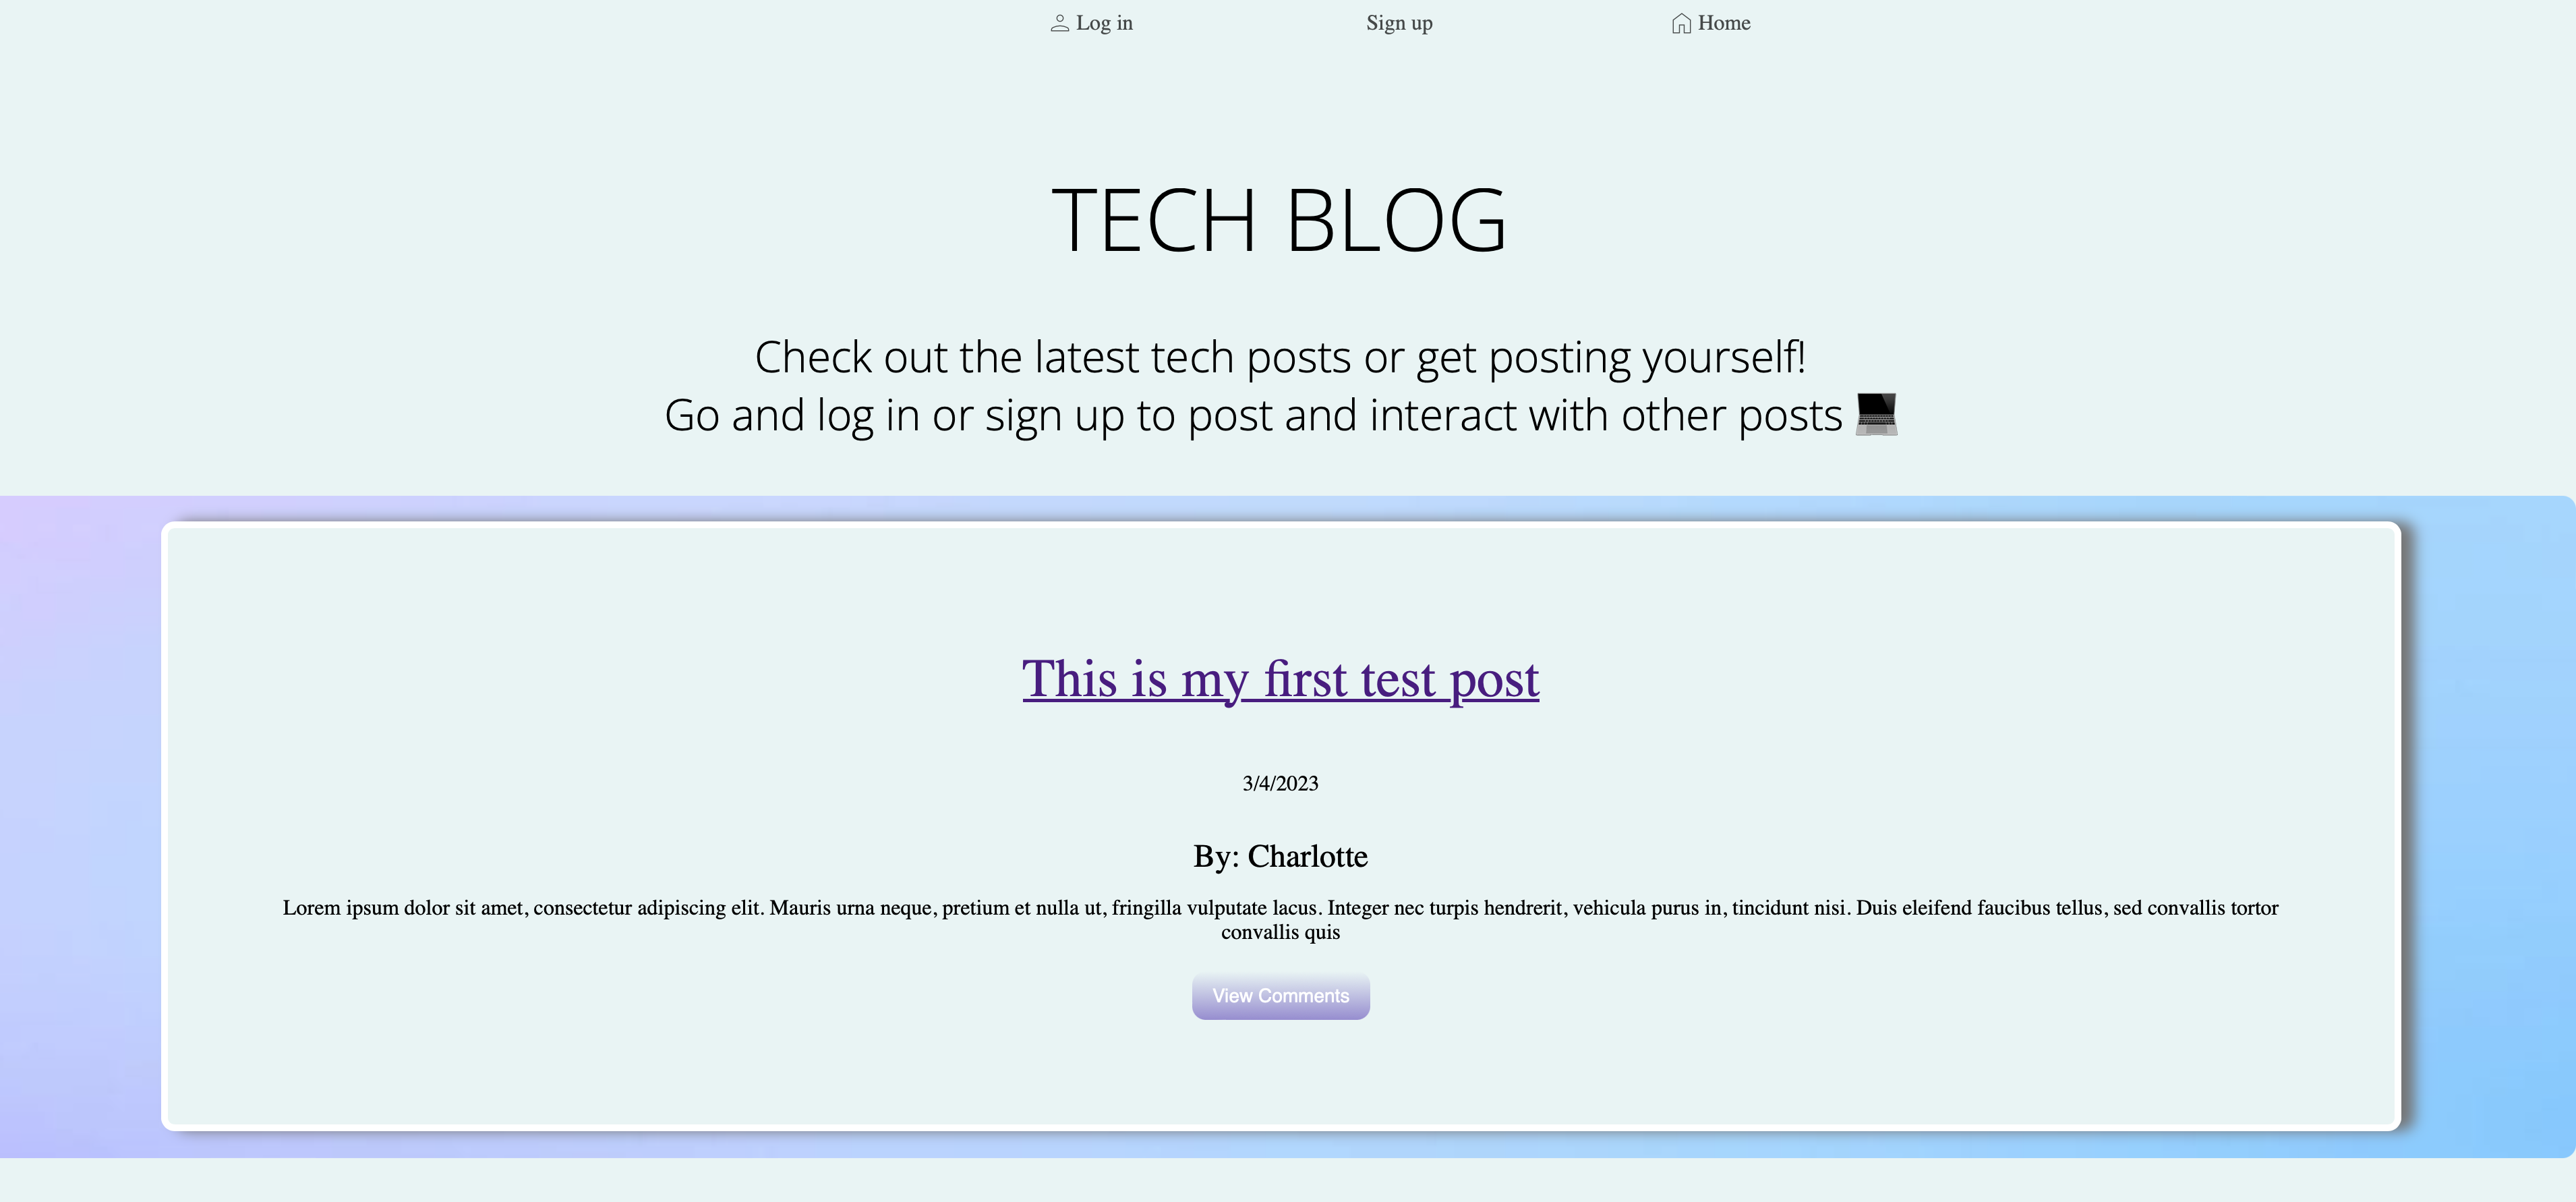 Log in Sign up Home
TECH BLOG
Check out the latest tech posts or get posting yourself!
Go and log in or sign up to post and interact with other posts 💻
This is my first test post
3/4/2023
By: Charlotte
Lorem ipsum dolor sit amet, consectetur adipiscing elit. Mauris urna neque, pretium et nulla ut, fringilla vulputate lacus. Integer nec turpis hendrerit, vehicula purus in, tincidunt nisi. Duis eleifend faucibus tellus, sed convallis tortor
convallis quis
View Comments